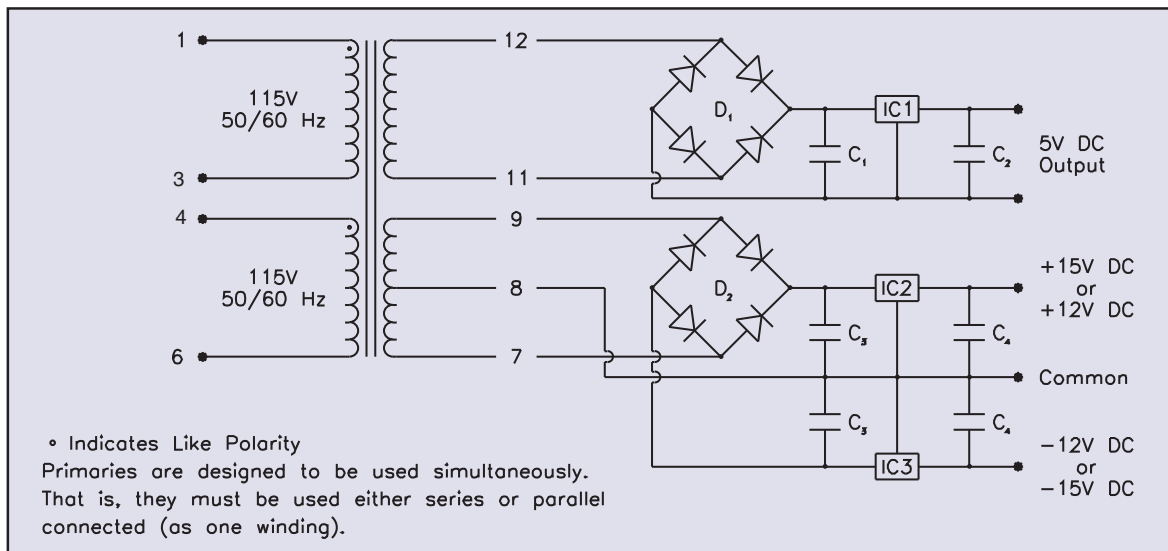 1
12
115V
50/60 Hz
D₁
IC1
C₁
C₂
5V DC
Output
3
11
4
9
115V
50/60 Hz
8
D₂
IC2
+15V DC
or
+12V DC
C₃
C₄
6
7
Common
C₃
C₄
IC3
−12V DC
or
−15V DC
° Indicates Like Polarity
Primaries are designed to be used simultaneously.
That is, they must be used either series or parallel
connected (as one winding).